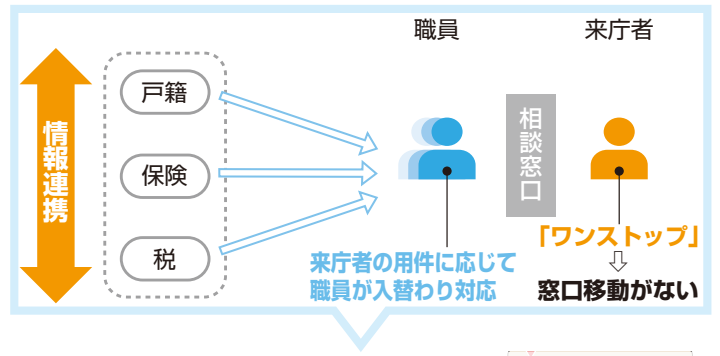 職員
来庁者
情報連携
戸籍
保険
税
相談窓口
来庁者の用件に応じて
職員が入替わり対応
「ワンストップ」
窓口移動がない